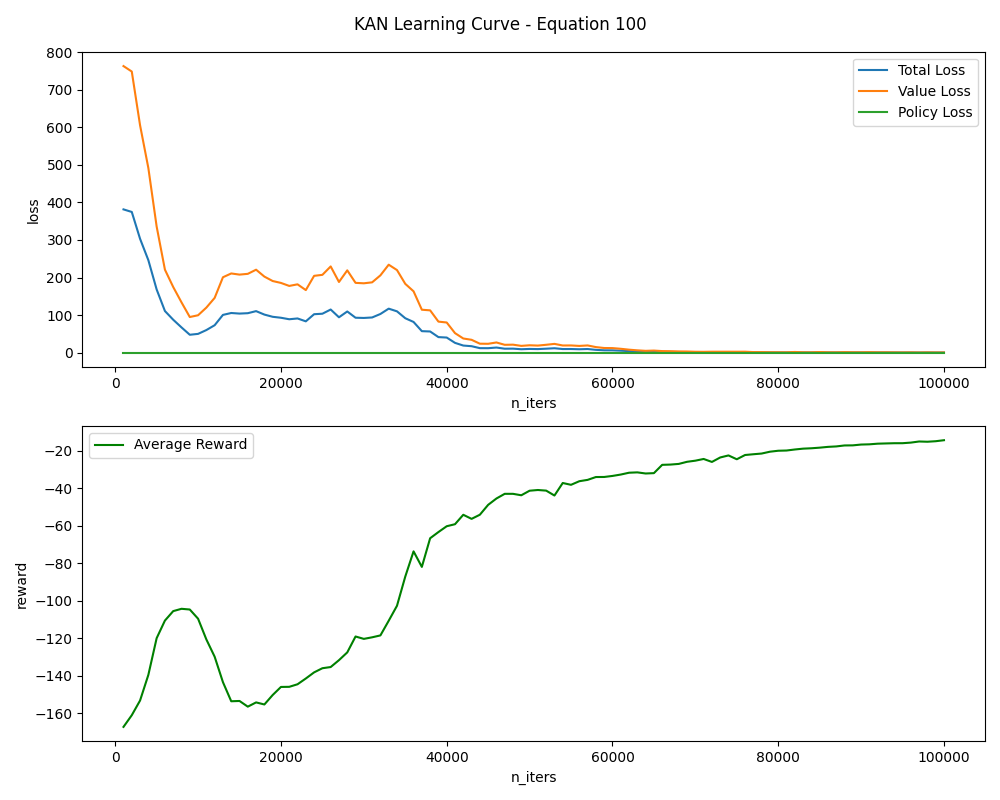 KAN Learning Curve - Equation 100
800
700
600
500
400
300
200
100
0
loss
Total Loss
Value Loss
Policy Loss
0 20000 40000 60000 80000 100000
n_iters
Average Reward
−20
−40
−60
−80
−100
−120
−140
−160
reward
0 20000 40000 60000 80000 100000
n_iters